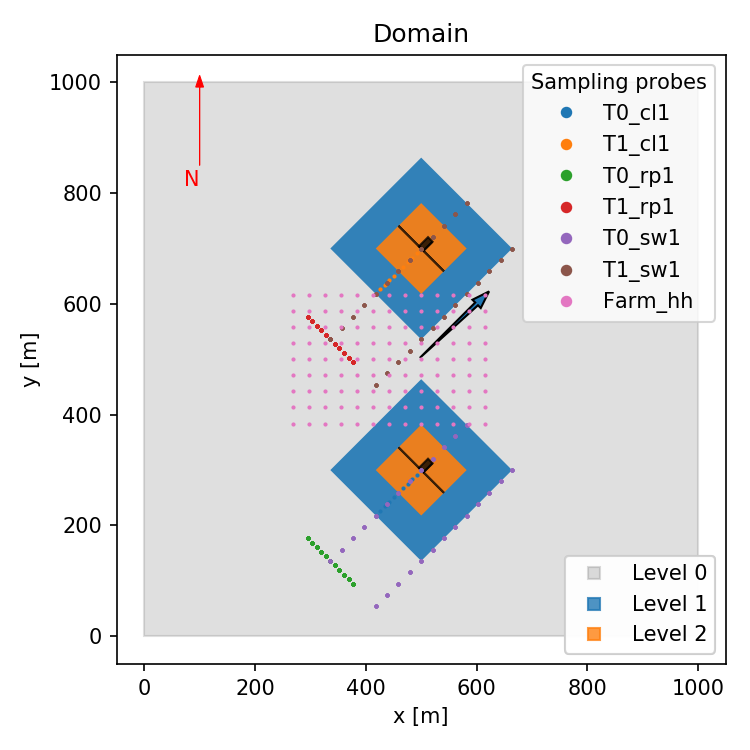 Domain
Sampling probes
T0_cl1
T1_cl1
T0_rp1
T1_rp1
T0_sw1
T1_sw1
Farm_hh
N
1000
800
600
400
200
0
y [m]
Level 0
Level 1
Level 2
0 200 400 600 800 1000
x [m]